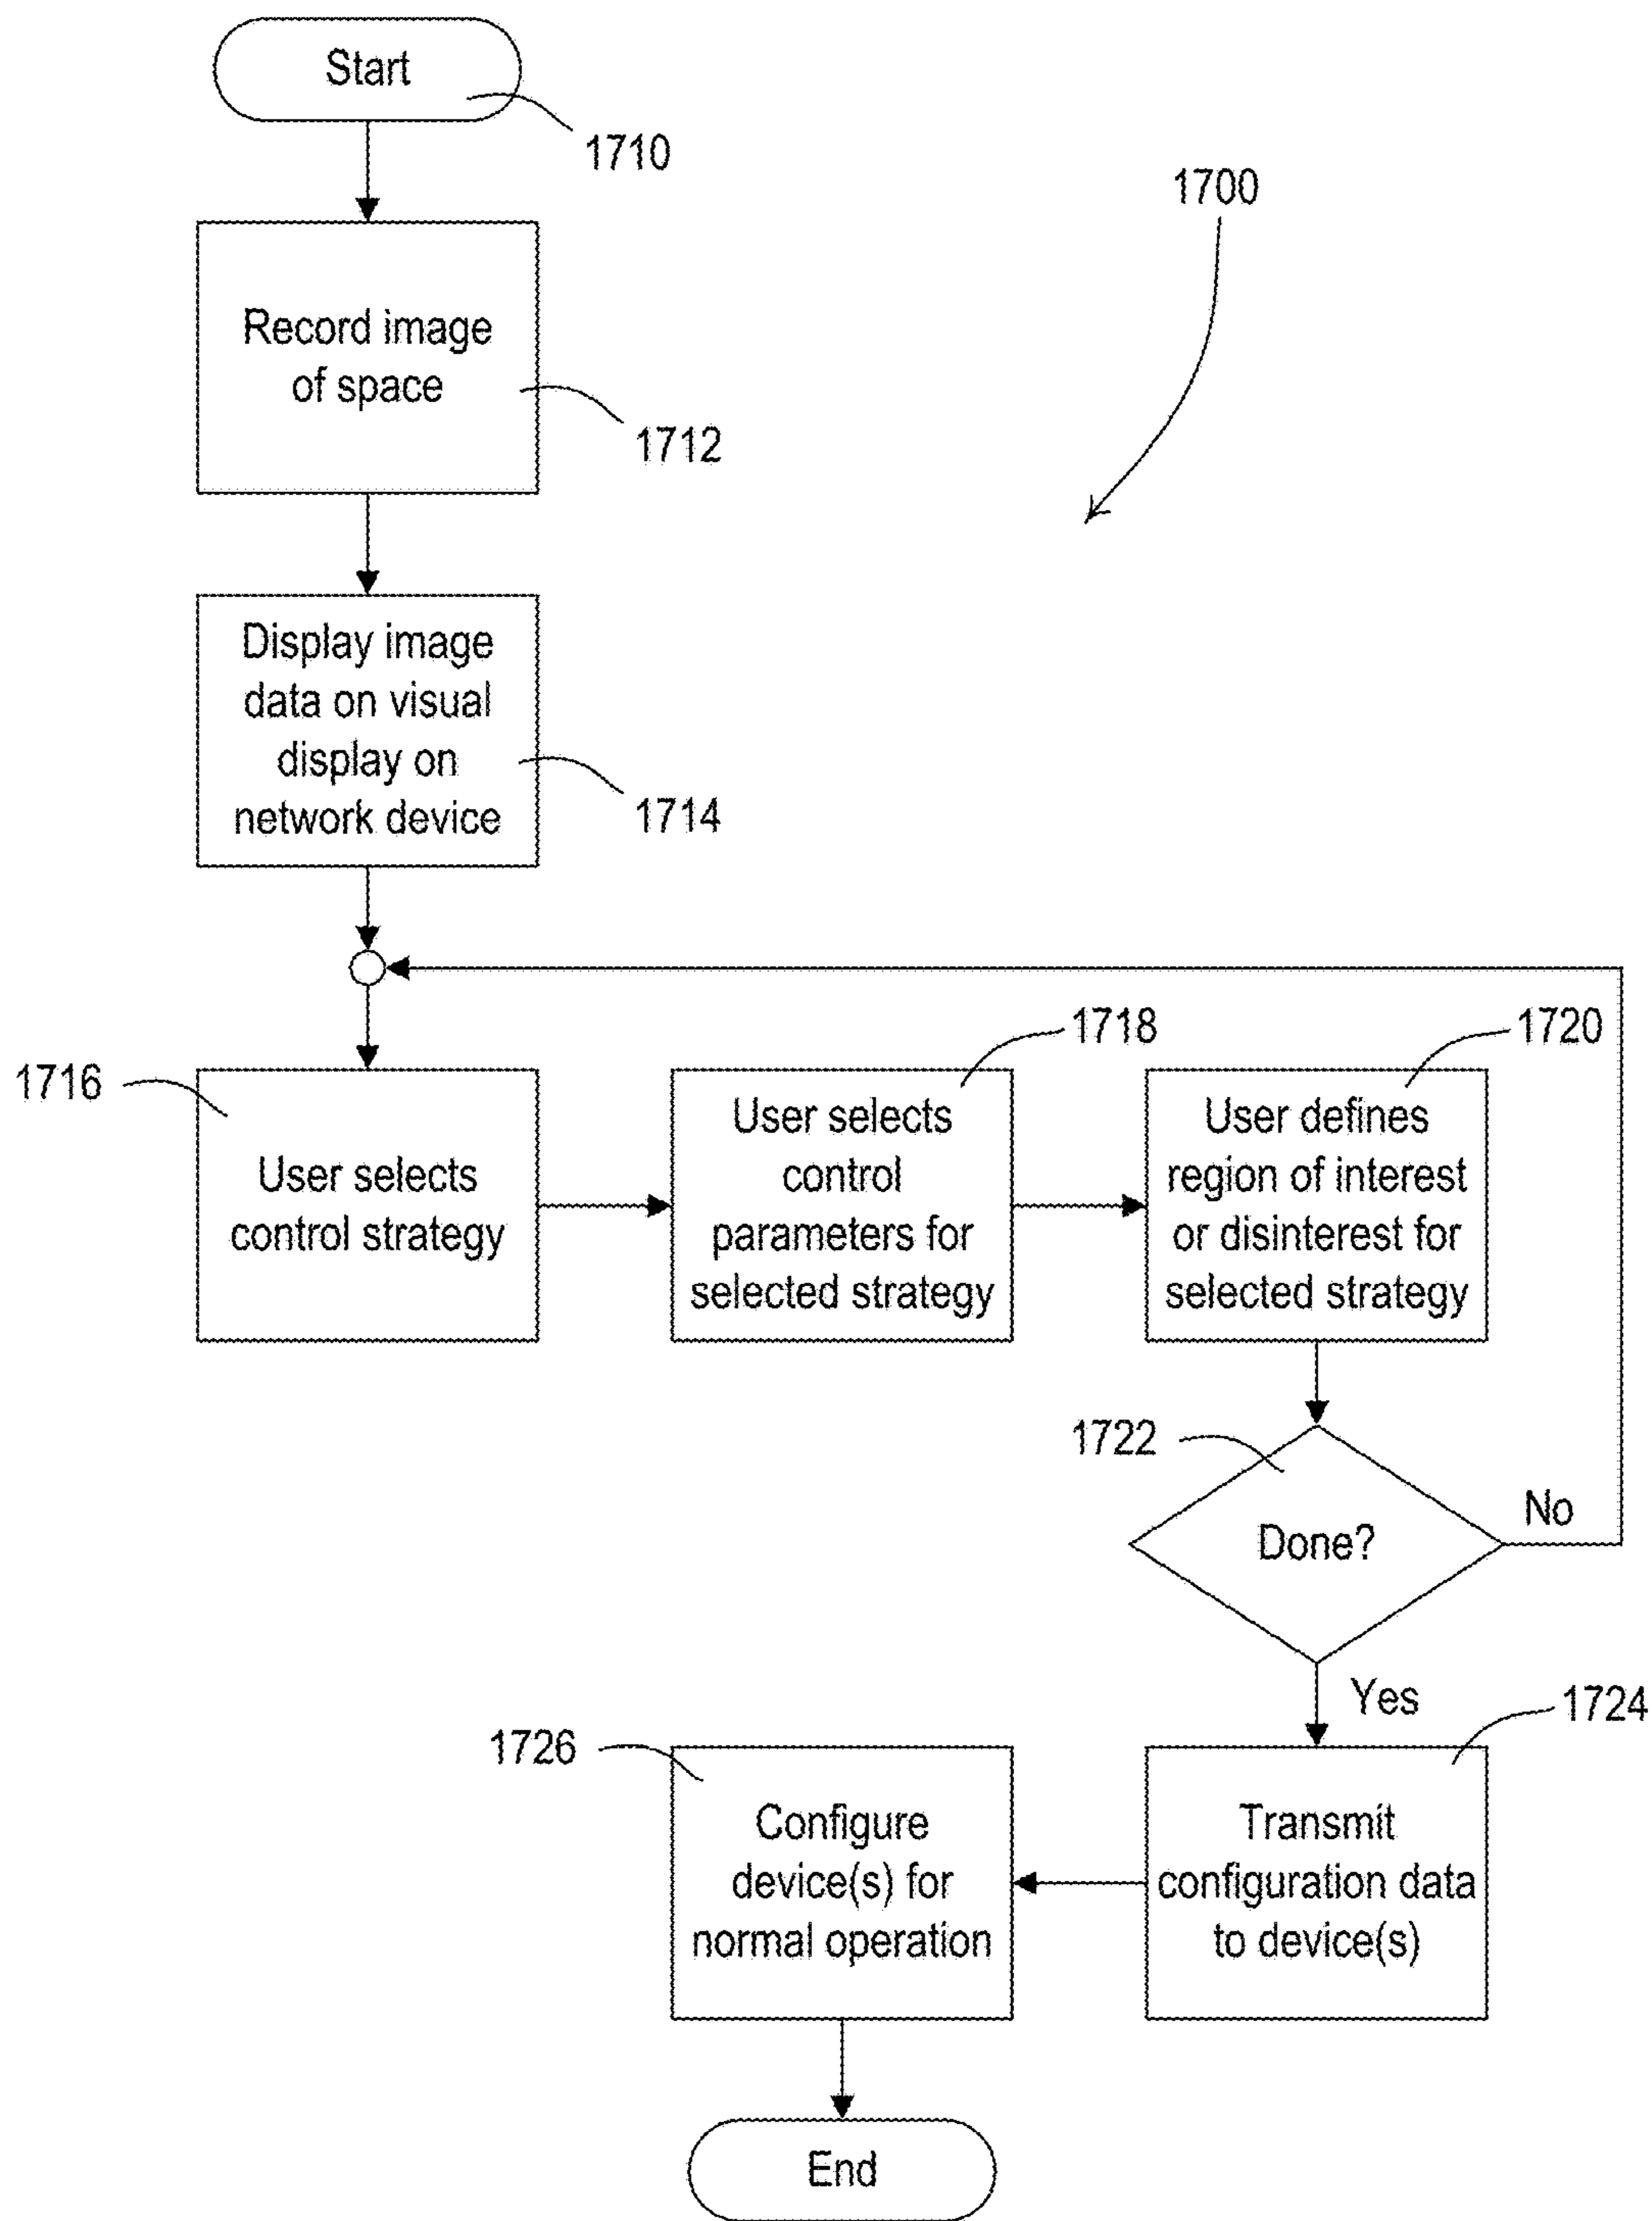 Start
1710
1700
Record image
of space
1712
Display image
data on visual
display on
network device
1714
1716
User selects
control strategy
1718
User selects
control
parameters for
selected strategy
1720
User defines
region of interest
or disinterest for
selected strategy
1722
Done?
No
Yes
1724
Transmit
configuration data
to device(s)
1726
Configure
device(s) for
normal operation
End